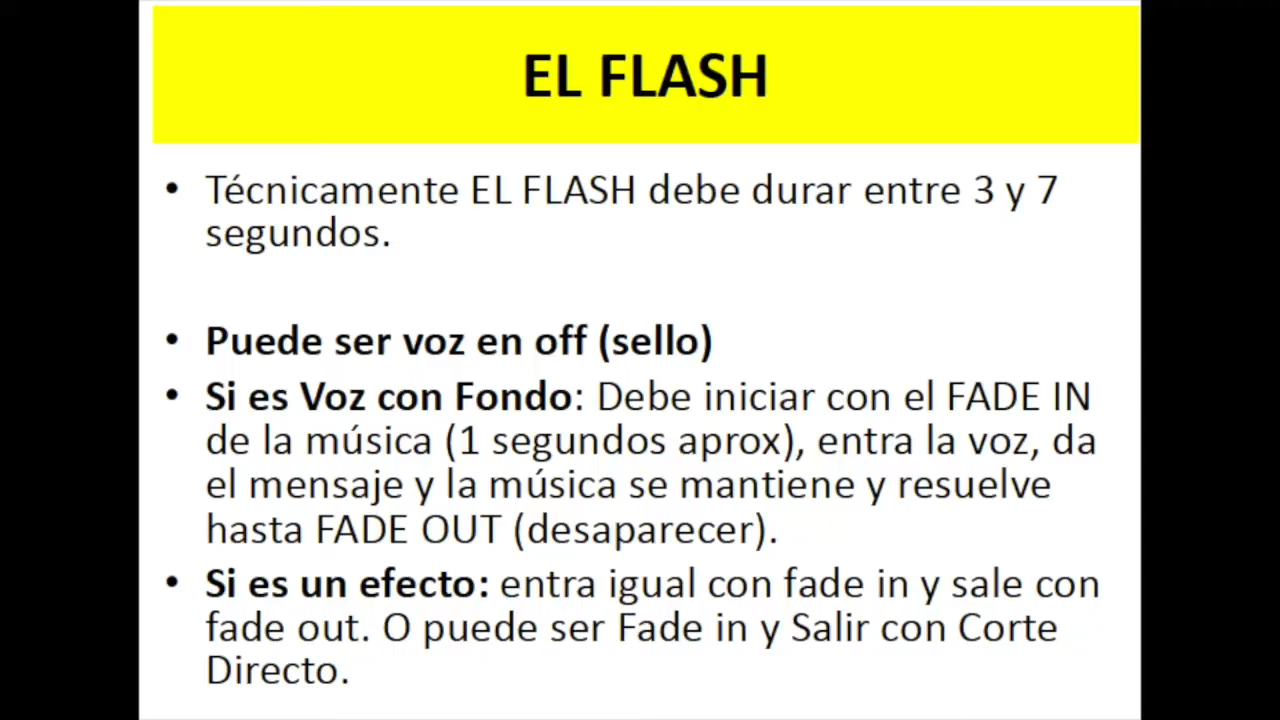 EL FLASH
• Técnicamente EL FLASH debe durar entre 3 y 7
segundos.
• Puede ser voz en off (sello)
• Si es Voz con Fondo: Debe iniciar con el FADE IN
de la música (1 segundos aprox), entra la voz, da
el mensaje y la música se mantiene y resuelve
hasta FADE OUT (desaparecer).
• Si es un efecto: entra igual con fade in y sale con
fade out. O puede ser Fade in y Salir con Corte
Directo.